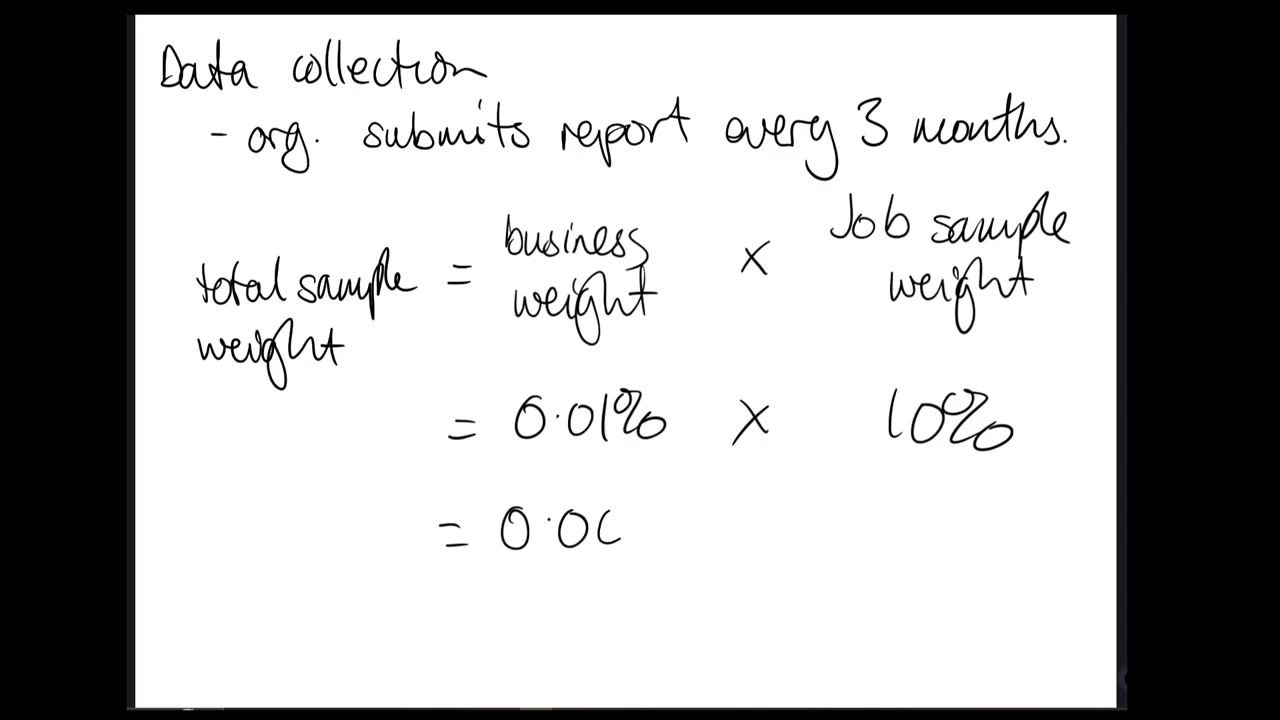 Data collection
- org. submits report every 3 months.
total sample weight = business weight x Job sample weight
= 0.01% x 10%
= 0.0